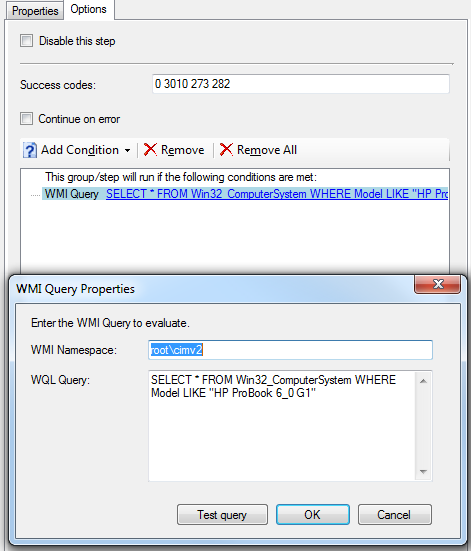 Properties Options
Disable this step
Success codes: 0 3010 273 282
Continue on error
Add Condition Remove Remove All
This group/step will run if the following conditions are met:
WMI Query SELECT * FROM Win32_ComputerSystem WHERE Model LIKE "HP Pro
WMI Query Properties
Enter the WMI Query to evaluate.
WMI Namespace: root\cimv2
WQL Query: SELECT * FROM Win32_ComputerSystem WHERE
Model LIKE "HP ProBook 6_0 G1"
Test query OK Cancel